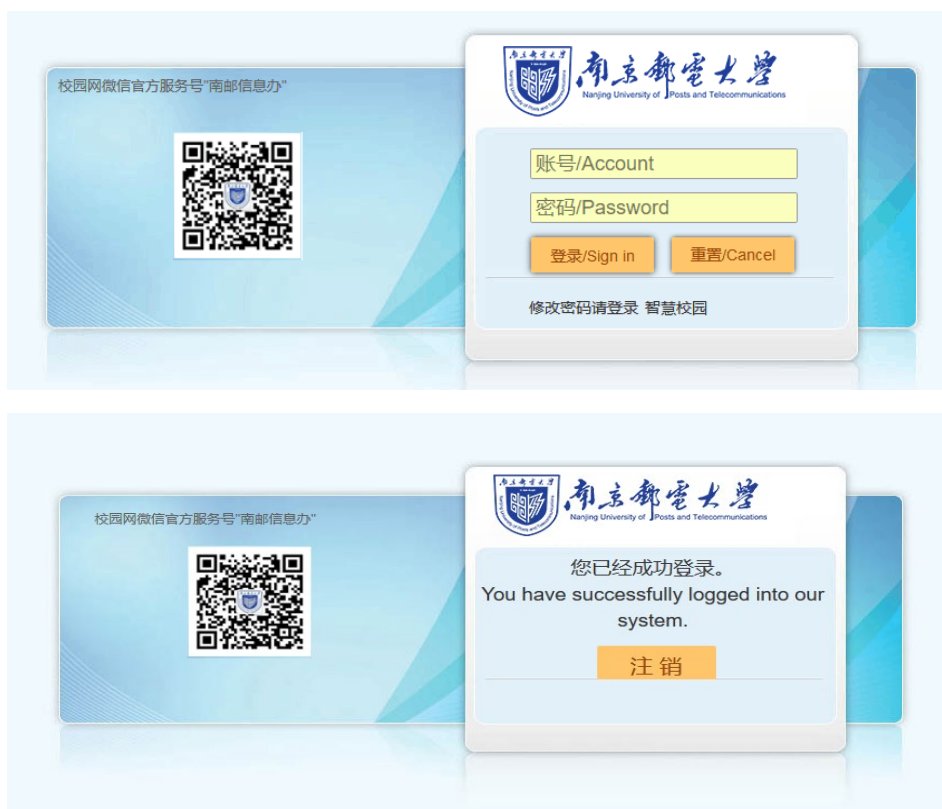 校园网微信官方服务号"南邮信息办"
南京郵電大學
Nanjing University of Posts and Telecommunications
账号/Account
密码/Password
登录/Sign in
重置/Cancel
修改密码请登录 智慧校园
校园网微信官方服务号"南邮信息办"
南京郵電大學
Nanjing University of Posts and Telecommunications
您已经成功登录。
You have successfully logged into our
system.
注 销